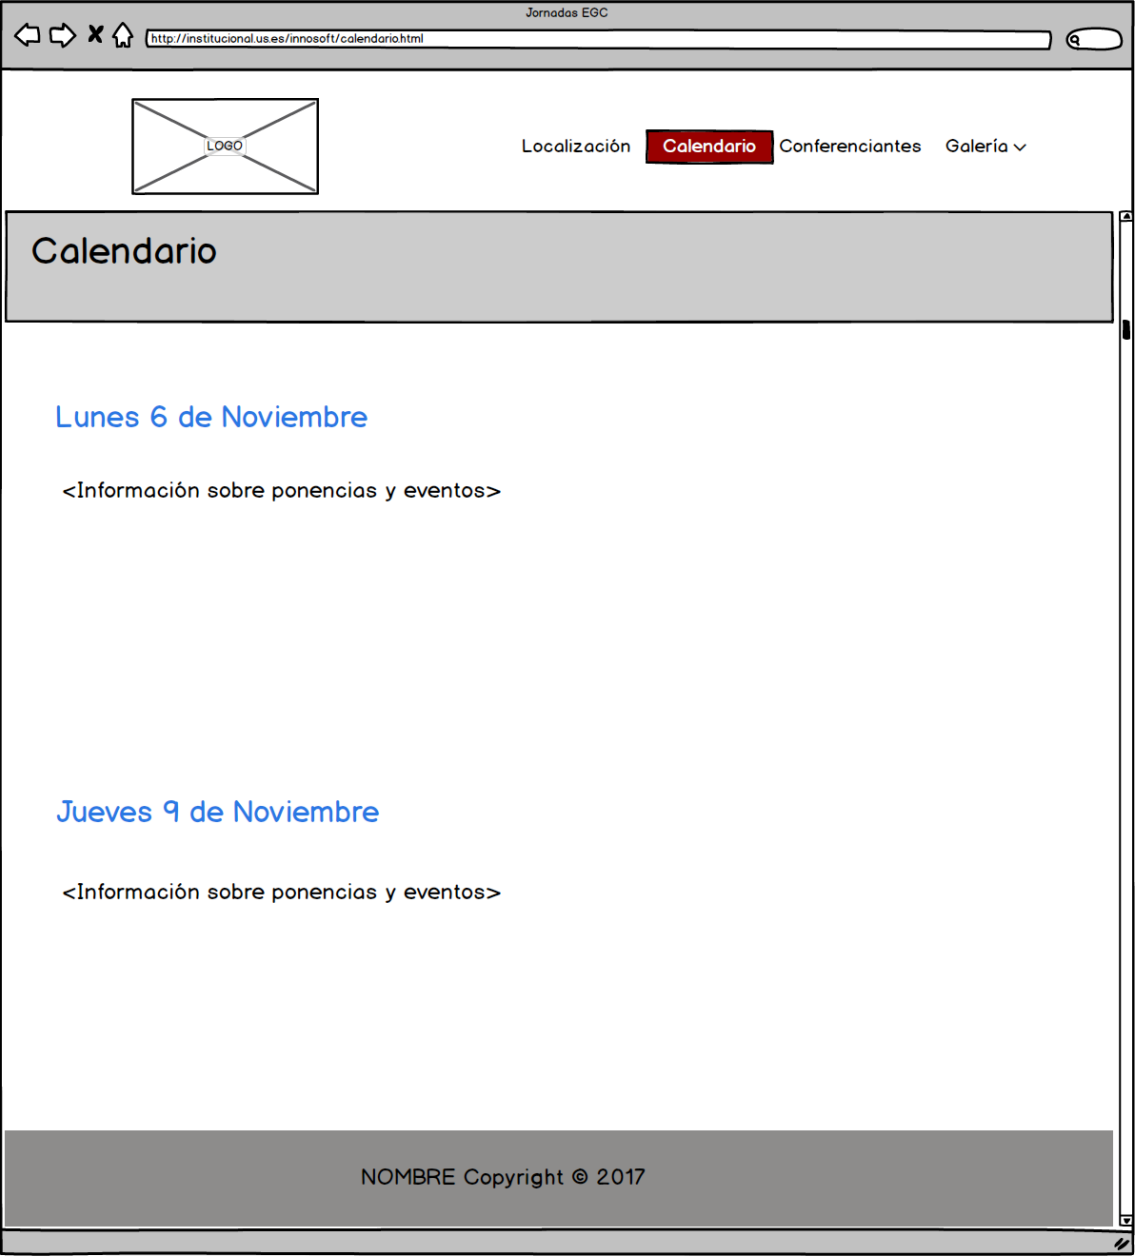 Jornadas EGC
http://institucional.us.es/innosoft/calendario.html
LOGO
Localización Calendario Conferenciantes Galería
Calendario
Lunes 6 de Noviembre
<Información sobre ponencias y eventos>
Jueves 9 de Noviembre
<Información sobre ponencias y eventos>
NOMBRE Copyright © 2017